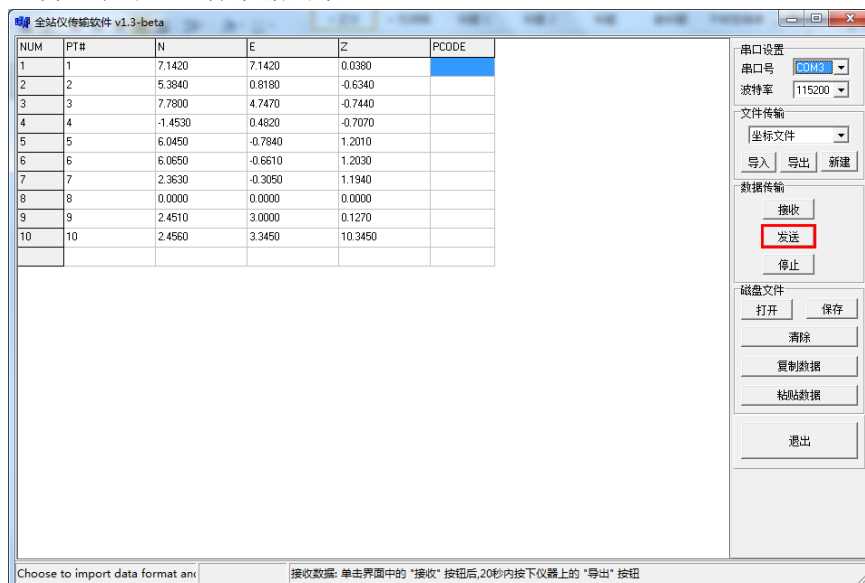 全站仪传输软件 v1.3-beta
NUM PT# N E Z PCODE
1 1 7.1420 7.1420 0.0380
2 2 5.3840 0.8180 -0.6340
3 3 7.7800 4.7470 -0.7440
4 4 -1.4530 0.4820 -0.7070
5 5 6.0450 -0.7840 1.2010
6 6 6.0650 -0.6610 1.2030
7 7 2.3630 -0.3050 1.1940
8 8 0.0000 0.0000 0.0000
9 9 2.4510 3.0000 0.1270
10 10 2.4560 3.3450 10.3450
串口设置
串口号 COM3
波特率 115200
文件传输
坐标文件
导入 导出 新建
数据传输
接收
发送
停止
磁盘文件
打开 保存
清除
复制数据
粘贴数据
退出
Choose to import data format and
接收数据: 单击界面中的 "接收" 按钮后,20秒内按下仪器上的 "导出" 按钮